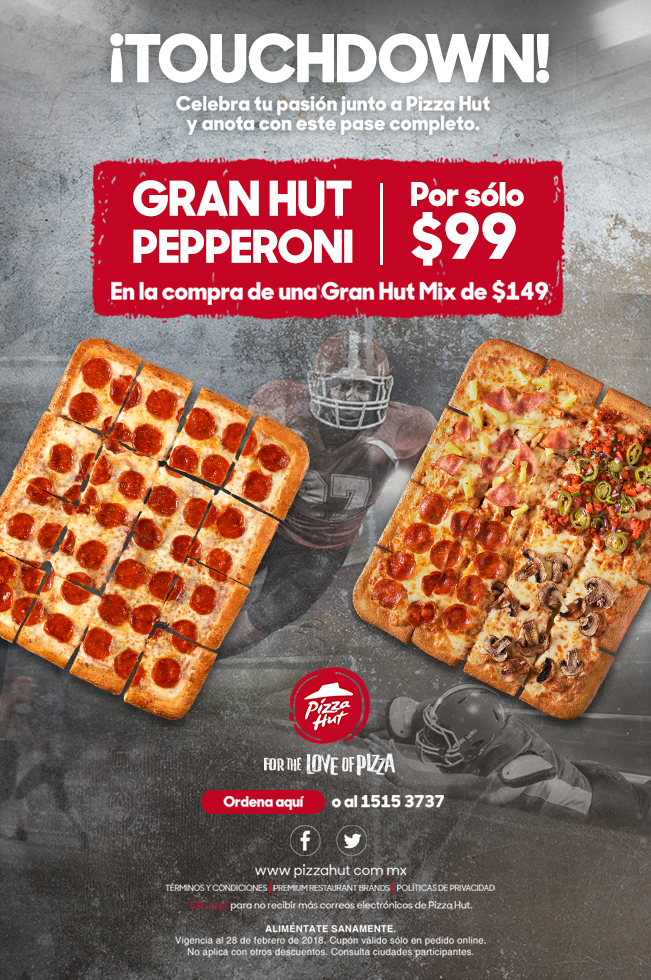 ¡TOUCHDOWN!
Celebra tu pasión junto a Pizza Hut
y anota con este pase completo.
GRAN HUT
PEPPERONI
Por sólo
$99
En la compra de una Gran Hut Mix de $149
97
Pizza
Hut
FOR THE LOVE OF PIZZA
Ordena aquí o al 1515 3737
www.pizzahut.com.mx
TÉRMINOS Y CONDICIONES | PREMIUM RESTAURANT BRANDS | POLÍTICAS DE PRIVACIDAD
Clic aquí para no recibir más correos electrónicos de Pizza Hut.
ALIMÉNTATE SANAMENTE.
Vigencia al 28 de febrero de 2018. Cupón válido sólo en pedido online.
No aplica con otros descuentos. Consulta ciudades participantes.